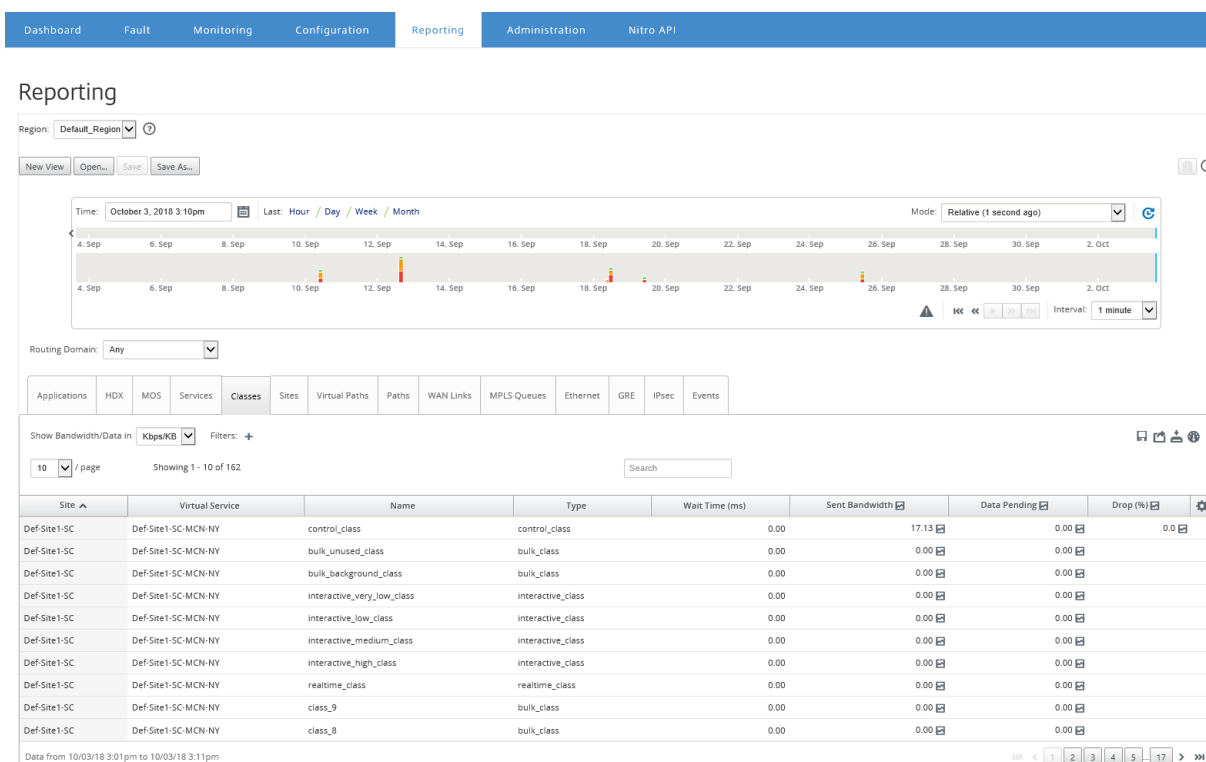 Dashboard Fault Monitoring Configuration Reporting Administration Nitro API
Reporting
Region: Default_Region ?
New View Open... Save Save As...
Time: October 3, 2018 3:10pm Last: Hour / Day / Week / Month Mode: Relative (1 second ago)
4. Sep 6. Sep 8. Sep 10. Sep 12. Sep 14. Sep 16. Sep 18. Sep 20. Sep 22. Sep 24. Sep 26. Sep 28. Sep 30. Sep 2. Oct
4. Sep 6. Sep 8. Sep 10. Sep 12. Sep 14. Sep 16. Sep 18. Sep 20. Sep 22. Sep 24. Sep 26. Sep 28. Sep 30. Sep 2. Oct
Interval: 1 minute
Routing Domain: Any
Applications HDX MOS Services Classes Sites Virtual Paths Paths WAN Links MPLS Queues Ethernet GRE IPsec Events
Show Bandwidth/Data in Kbps/KB Filters: +
10 / page Showing 1 - 10 of 162 Search
Site Virtual Service Name Type Wait Time (ms) Sent Bandwidth Data Pending Drop (%)
Def-Site1-SC Def-Site1-SC-MCN-NY control_class control_class 0.00 17.13 0.00 0.0
Def-Site1-SC Def-Site1-SC-MCN-NY bulk_unused_class bulk_class 0.00 0.00 0.00
Def-Site1-SC Def-Site1-SC-MCN-NY bulk_background_class bulk_class 0.00 0.00 0.00
Def-Site1-SC Def-Site1-SC-MCN-NY interactive_very_low_class interactive_class 0.00 0.00 0.00
Def-Site1-SC Def-Site1-SC-MCN-NY interactive_low_class interactive_class 0.00 0.00 0.00
Def-Site1-SC Def-Site1-SC-MCN-NY interactive_medium_class interactive_class 0.00 0.00 0.00
Def-Site1-SC Def-Site1-SC-MCN-NY interactive_high_class interactive_class 0.00 0.00 0.00
Def-Site1-SC Def-Site1-SC-MCN-NY realtime_class realtime_class 0.00 0.00 0.00
Def-Site1-SC Def-Site1-SC-MCN-NY class_9 bulk_class 0.00 0.00 0.00
Def-Site1-SC Def-Site1-SC-MCN-NY class_8 bulk_class 0.00 0.00 0.00
Data from 10/03/18 3:01pm to 10/03/18 3:11pm 1 2 3 4 5 ... 17